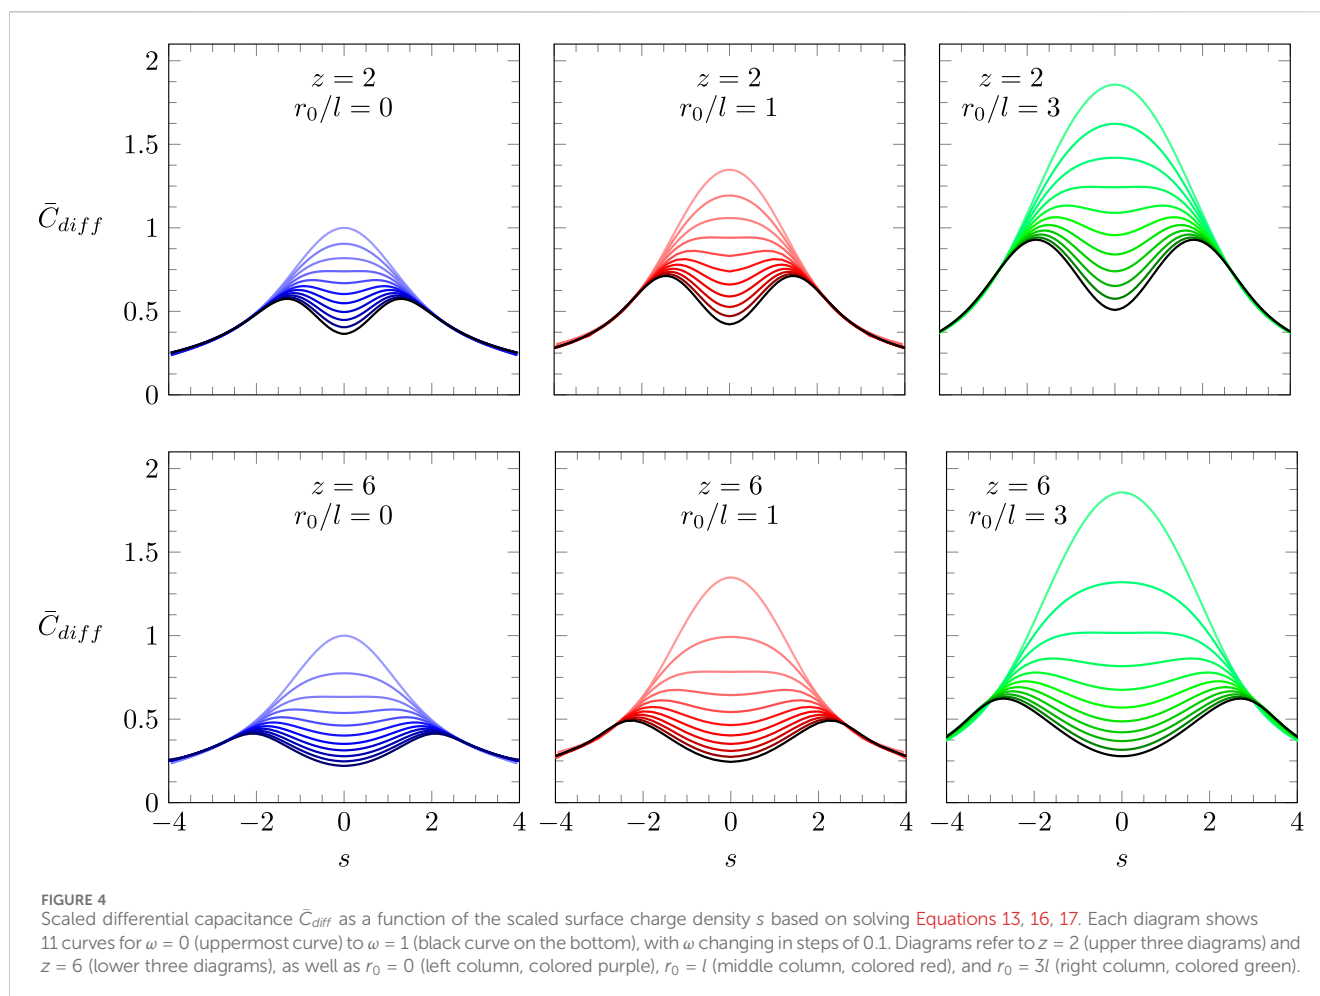 z = 2
r₀/l = 0
z = 2
r₀/l = 1
z = 2
r₀/l = 3
2
1.5
1
0.5
0
C̄diff
z = 6
r₀/l = 0
z = 6
r₀/l = 1
z = 6
r₀/l = 3
2
1.5
1
0.5
0
C̄diff
−4 −2 0 2 4 −4 −2 0 2 4 −4 −2 0 2 4
s s s
FIGURE 4
Scaled differential capacitance C̄diff as a function of the scaled surface charge density s based on solving Equations 13, 16, 17. Each diagram shows
11 curves for ω = 0 (uppermost curve) to ω = 1 (black curve on the bottom), with ω changing in steps of 0.1. Diagrams refer to z = 2 (upper three diagrams) and
z = 6 (lower three diagrams), as well as r₀ = 0 (left column, colored purple), r₀ = l (middle column, colored red), and r₀ = 3l (right column, colored green).